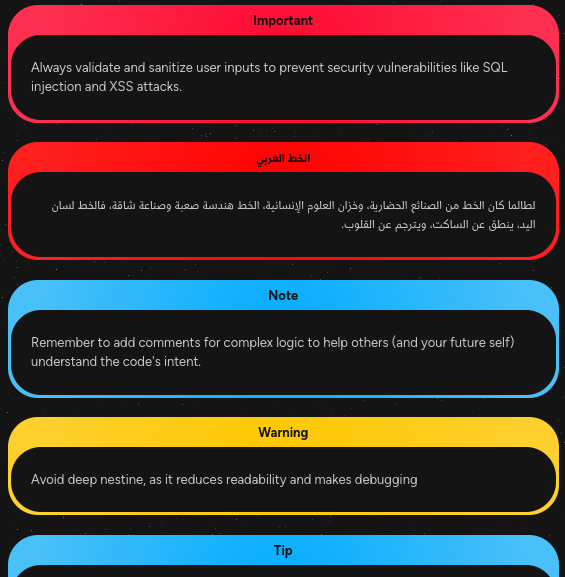 Important
Always validate and sanitize user inputs to prevent security vulnerabilities like SQL
injection and XSS attacks.
الخط العربي
لطالما كان الخط من الصنائع الحضارية، وخزان العلوم الإنسانية، الخط هندسة صعبة وصناعة شاقة، فالخط لسان
اليد، ينطق عن الساكت، ويترجم عن القلوب.
Note
Remember to add comments for complex logic to help others (and your future self)
understand the code's intent.
Warning
Avoid deep nestine, as it reduces readability and makes debugging
Tip